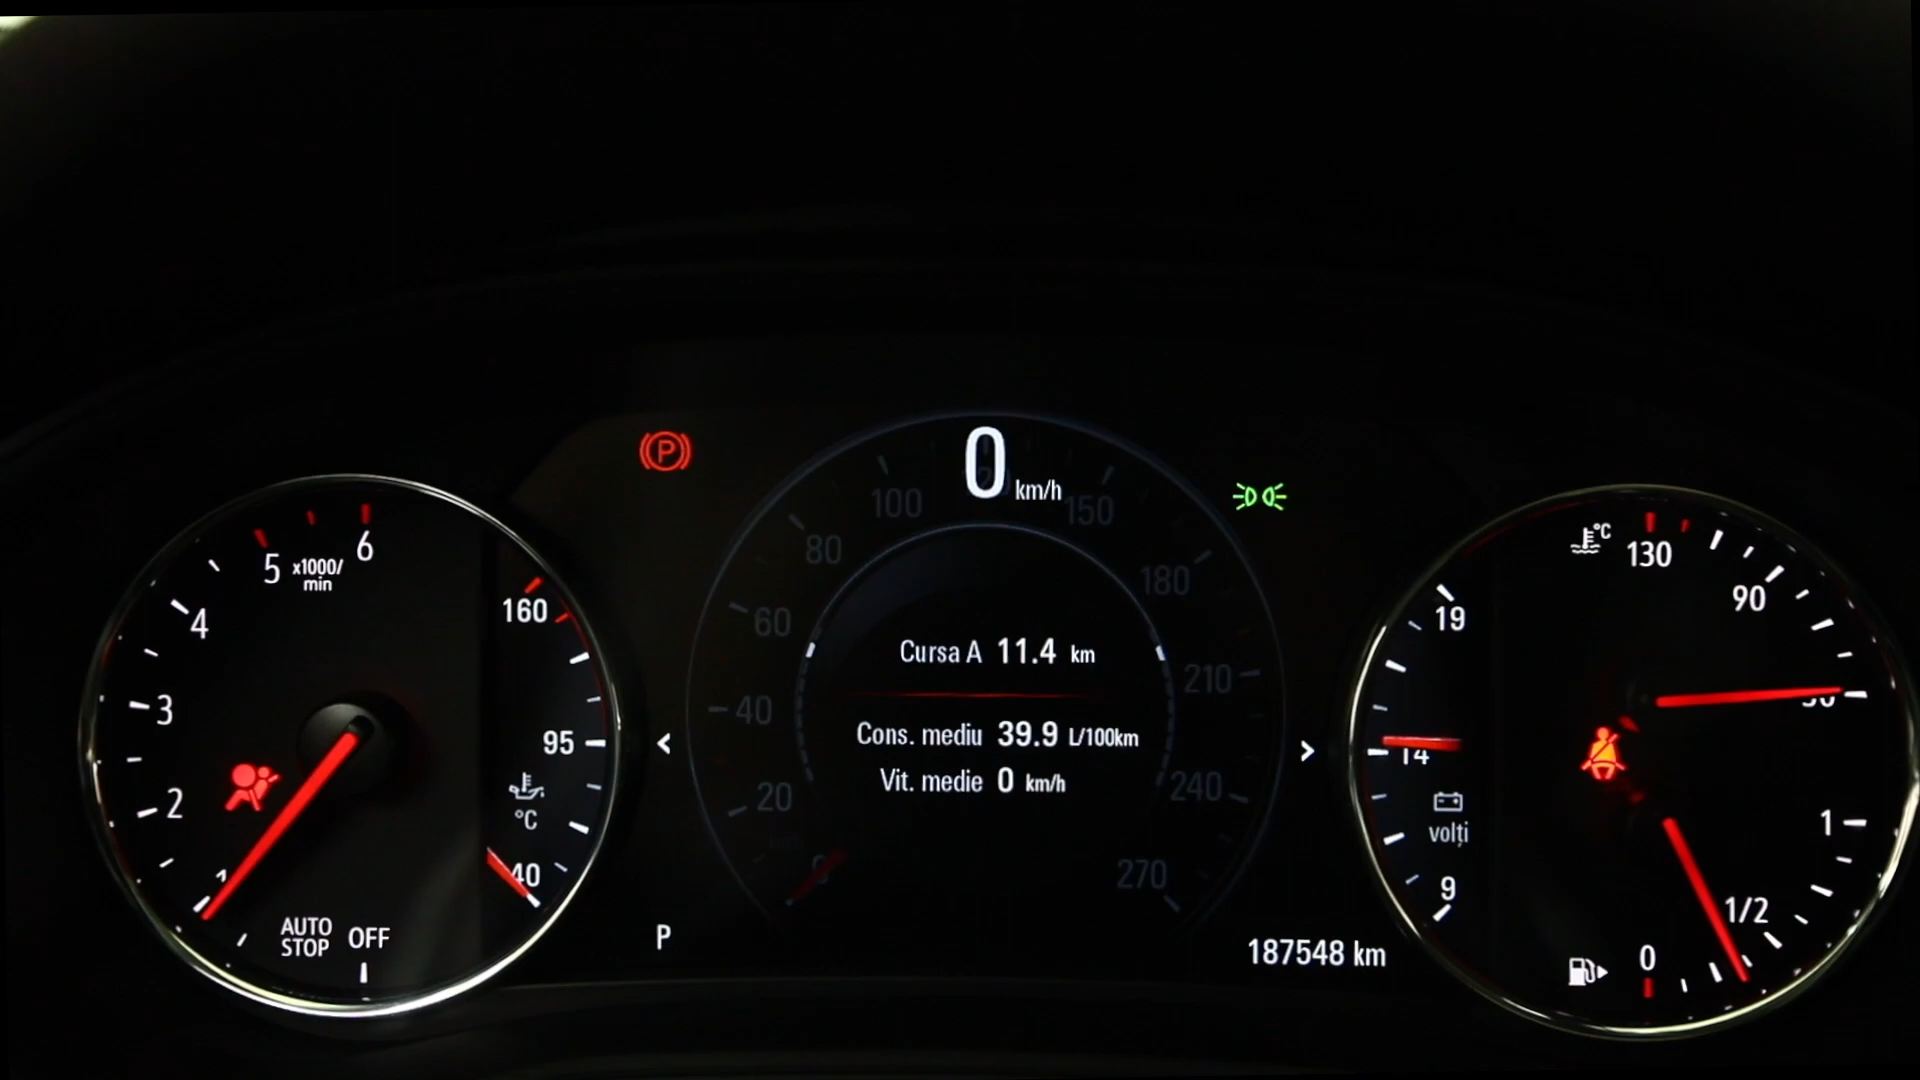 0 km/h
100
150
80
180
60
210
40
20
240
270
Cursa A 11.4 km
Cons. mediu 39.9 L/100km
Vit. medie 0 km/h
<
>
P
187548 km
P
6
5
x1000/
min
4
3
2
1
AUTO
STOP
OFF
160
95
°C
40
19
14
volți
9
°C
130
90
1
1/2
0